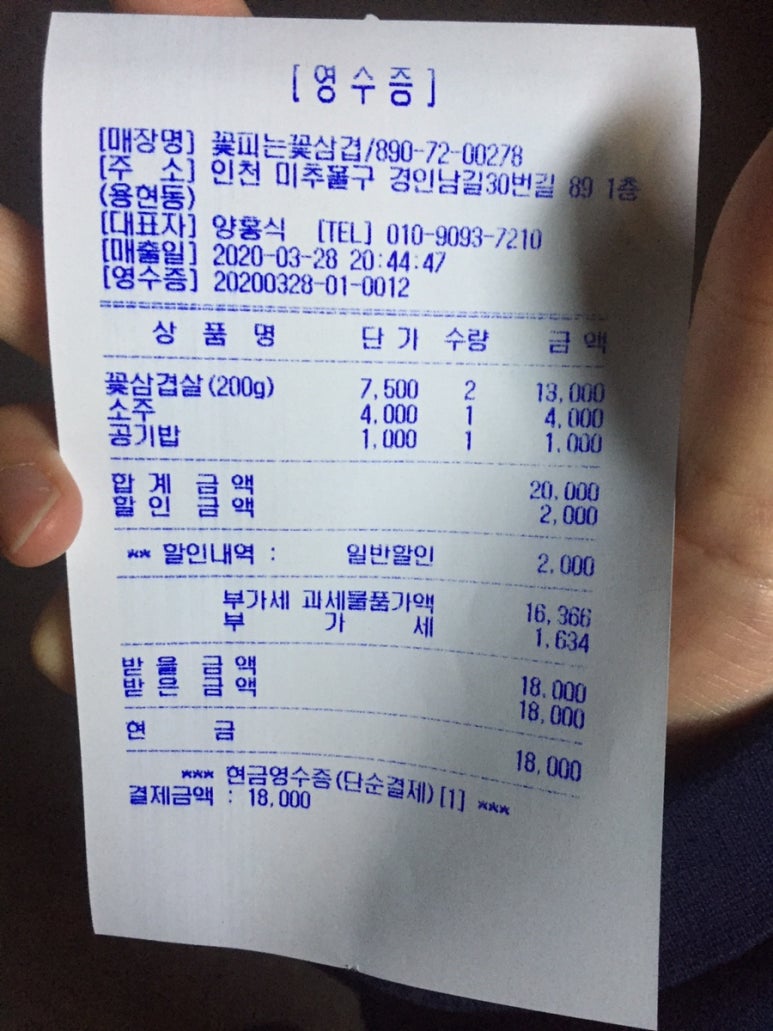 [영수증]
[매장명] 꽃피는꽃삼겹/890-72-00278
[주 소] 인천 미추홀구 경인남길30번길 89 1층
(용현동)
[대표자] 양홍식 [TEL] 010-9093-7210
[매출일] 2020-03-28 20:44:47
[영수증] 20200328-01-0012
상 품 명 단 가 수량 금 액
꽃삼겹살(200g) 7,500 2 13,000
소주 4,000 1 4,000
공기밥 1,000 1 1,000
합 계 금 액 20,000
할 인 금 액 2,000
** 할인내역 : 일반할인 2,000
부가세 과세물품가액 16,366
부 가 세 1,634
받 을 금 액 18,000
받 은 금 액 18,000
현 금 18,000
*** 현금영수증(단순결제)[1] ***
결제금액 : 18,000